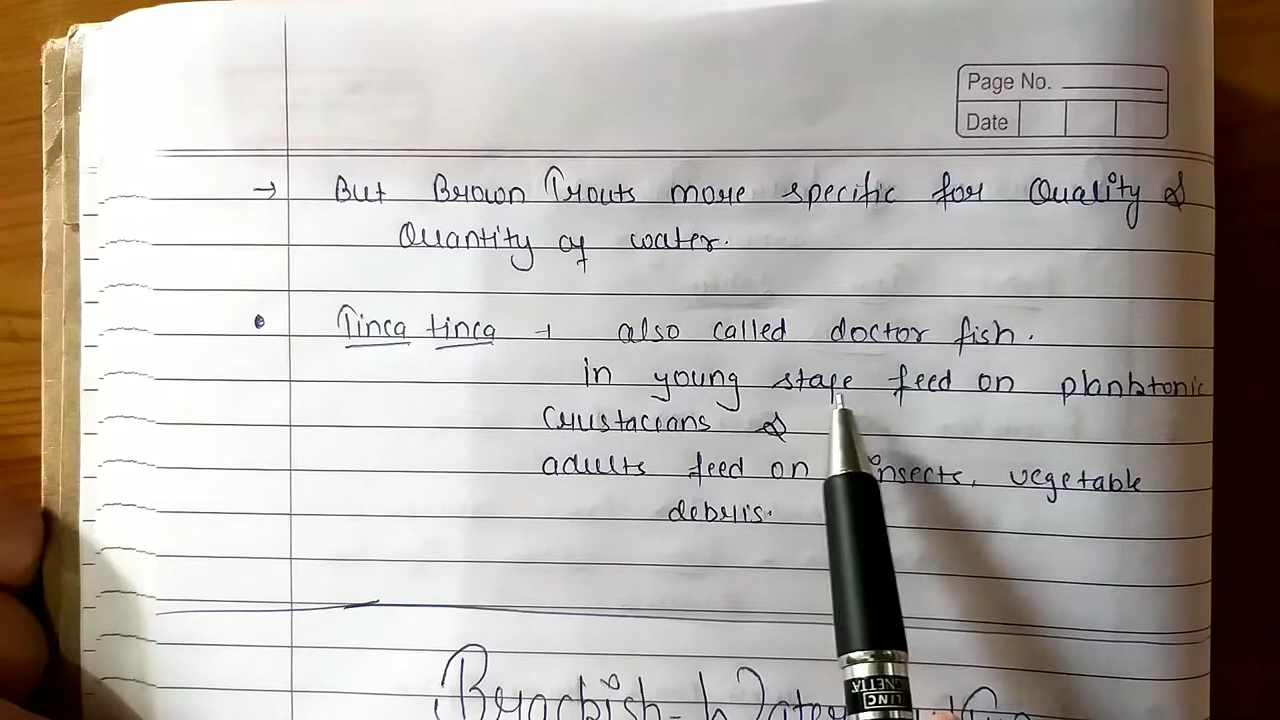 Page No.
Date
→ But Brown Trouts more specific for Quality &
Quantity of water.
• Tinca tinca → also called doctor fish.
in young stage feed on planktonic
crustaceans &
adults feed on insects, vegetable
debris.
Brackish-Water
LINC